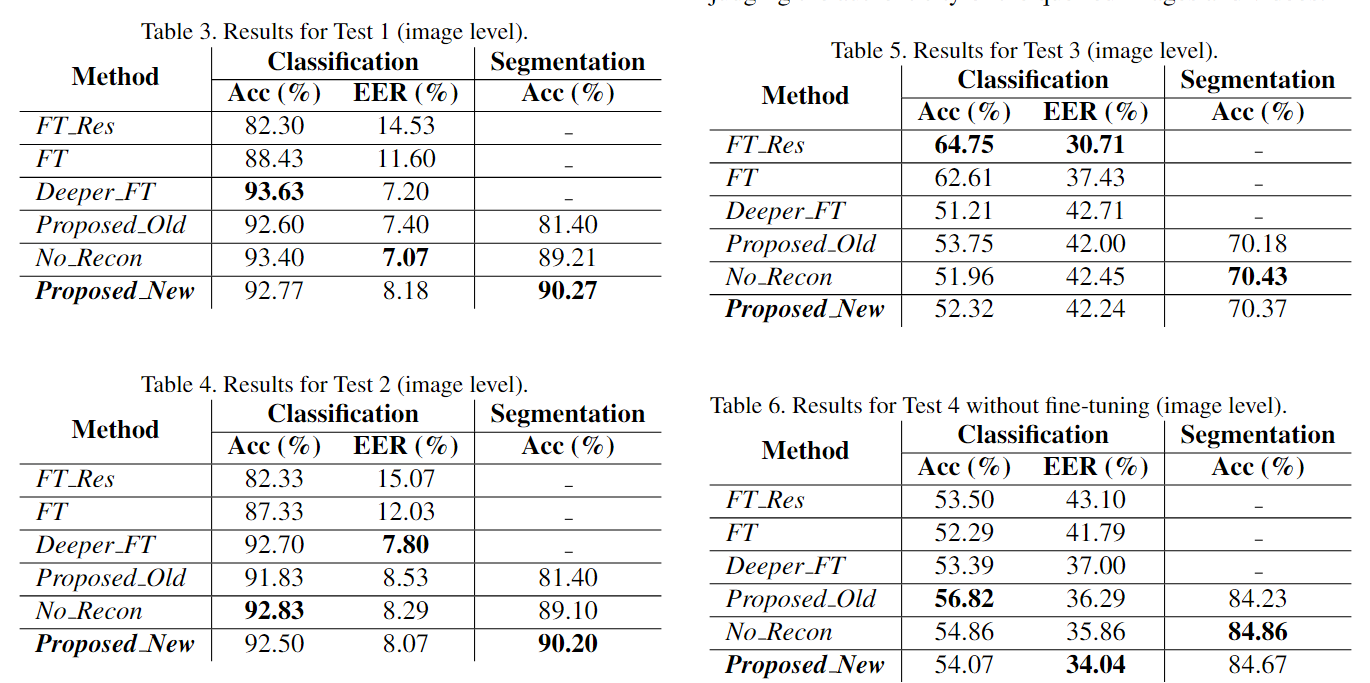 Table 3. Results for Test 1 (image level).
Method Classification Segmentation
Acc (%) EER (%) Acc (%)
FT_Res 82.30 14.53 -
FT 88.43 11.60 -
Deeper_FT 93.63 7.20 -
Proposed_Old 92.60 7.40 81.40
No_Recon 93.40 7.07 89.21
Proposed_New 92.77 8.18 90.27
Table 4. Results for Test 2 (image level).
Method Classification Segmentation
Acc (%) EER (%) Acc (%)
FT_Res 82.33 15.07 -
FT 87.33 12.03 -
Deeper_FT 92.70 7.80 -
Proposed_Old 91.83 8.53 81.40
No_Recon 92.83 8.29 89.10
Proposed_New 92.50 8.07 90.20
Table 5. Results for Test 3 (image level).
Method Classification Segmentation
Acc (%) EER (%) Acc (%)
FT_Res 64.75 30.71 -
FT 62.61 37.43 -
Deeper_FT 51.21 42.71 -
Proposed_Old 53.75 42.00 70.18
No_Recon 51.96 42.45 70.43
Proposed_New 52.32 42.24 70.37
Table 6. Results for Test 4 without fine-tuning (image level).
Method Classification Segmentation
Acc (%) EER (%) Acc (%)
FT_Res 53.50 43.10 -
FT 52.29 41.79 -
Deeper_FT 53.39 37.00 -
Proposed_Old 56.82 36.29 84.23
No_Recon 54.86 35.86 84.86
Proposed_New 54.07 34.04 84.67